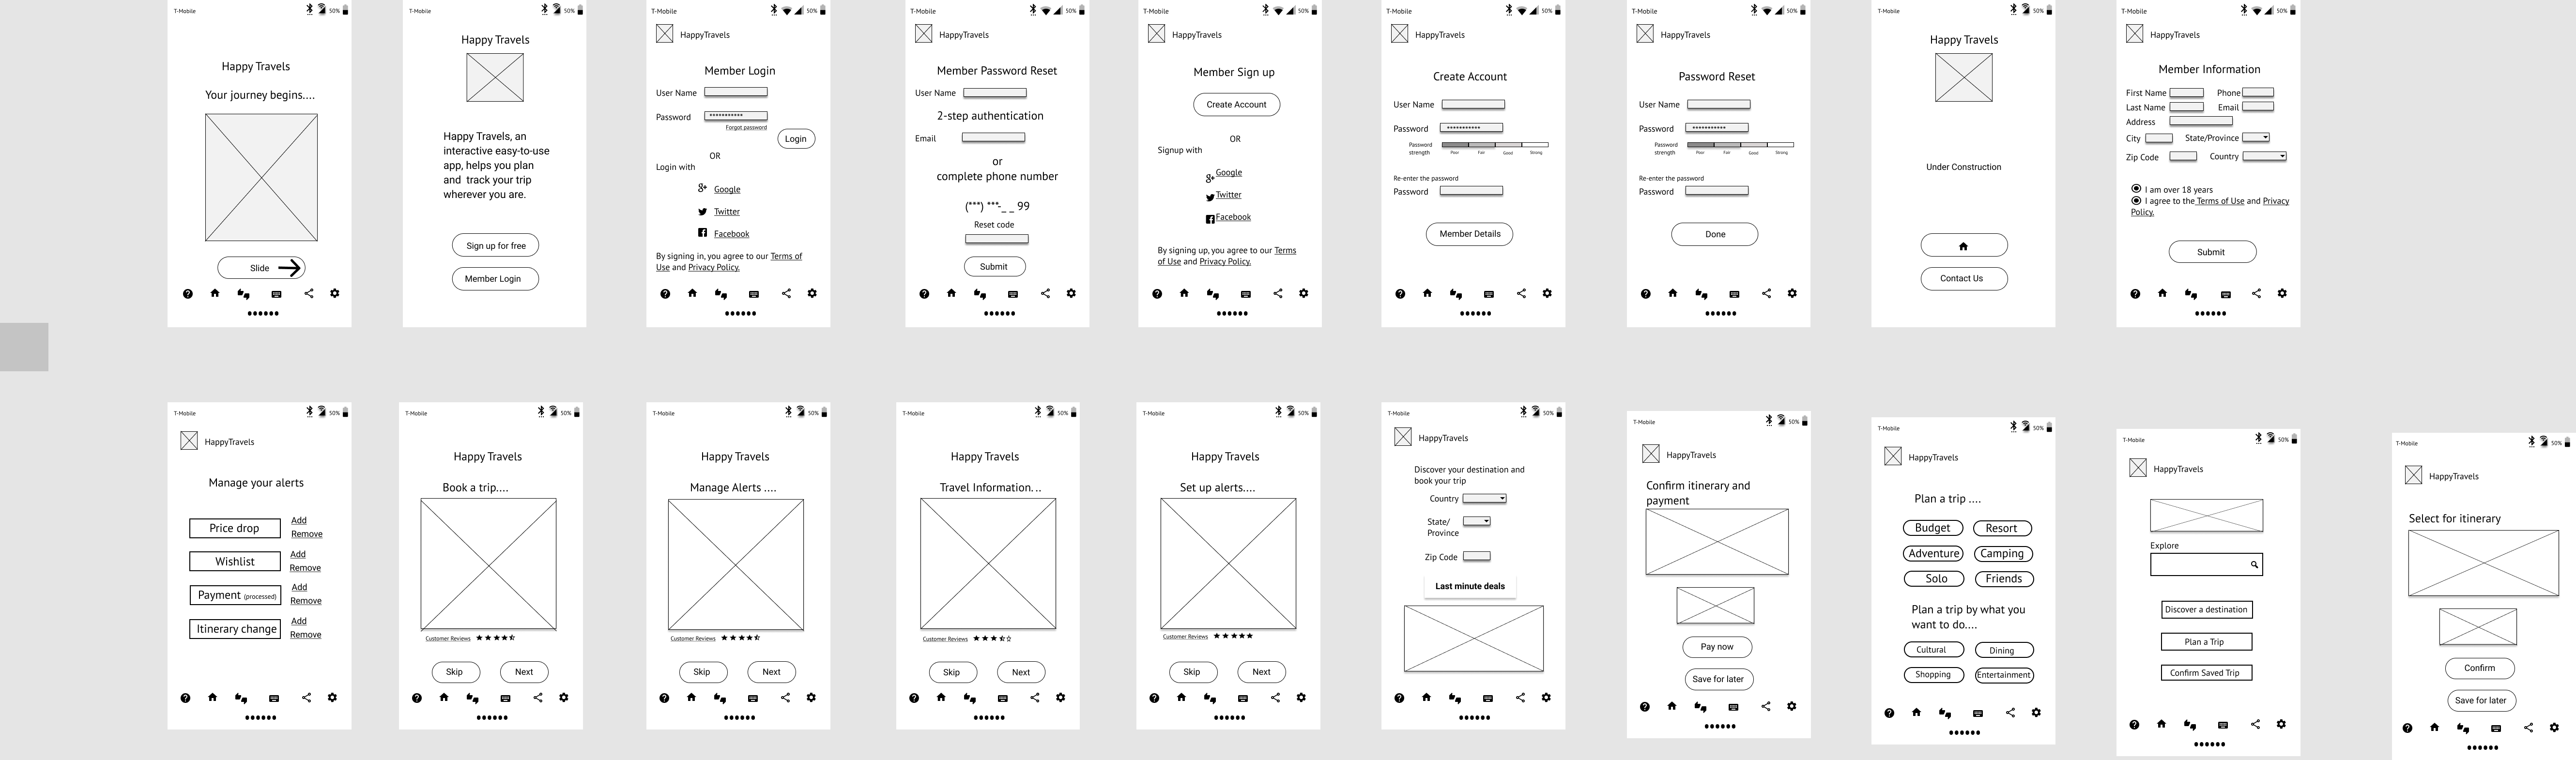 T-Mobile 50%
Happy Travels
Your journey begins....
Slide
T-Mobile 50%
Happy Travels
Happy Travels, an
interactive easy-to-use
app, helps you plan
and track your trip
wherever you are.
Sign up for free
Member Login
T-Mobile 50%
HappyTravels
Member Login
User Name
Password ***********
Forgot password
Login
OR
Login with
Google
Twitter
Facebook
By signing in, you agree to our Terms of
Use and Privacy Policy.
T-Mobile 50%
HappyTravels
Member Password Reset
User Name
2-step authentication
Email
or
complete phone number
(***) ***-_ _ 99
Reset code
Submit
T-Mobile 50%
HappyTravels
Member Sign up
Create Account
OR
Signup with
Google
Twitter
Facebook
By signing up, you agree to our Terms
of Use and Privacy Policy.
T-Mobile 50%
HappyTravels
Create Account
User Name
Password ***********
Password
strength
Poor Fair Good Strong
Re-enter the password
Password
Member Details
T-Mobile 50%
HappyTravels
Password Reset
User Name
Password ***********
Password
strength
Poor Fair Good Strong
Re-enter the password
Password
Done
T-Mobile 50%
Happy Travels
Under Construction
Contact Us
T-Mobile 50%
HappyTravels
Member Information
First Name Phone
Last Name Email
Address
City State/Province
Zip Code Country
I am over 18 years
I agree to the Terms of Use and Privacy
Policy.
Submit
T-Mobile 50%
HappyTravels
Manage your alerts
Price drop Add
Remove
Wishlist Add
Remove
Payment (processed) Add
Remove
Itinerary change Add
Remove
T-Mobile 50%
Happy Travels
Book a trip....
Customer Reviews
Skip Next
T-Mobile 50%
Happy Travels
Manage Alerts ....
Customer Reviews
Skip Next
T-Mobile 50%
Happy Travels
Travel Information...
Customer Reviews
Skip Next
T-Mobile 50%
Happy Travels
Set up alerts....
Customer Reviews
Skip Next
T-Mobile 50%
HappyTravels
Discover your destination and
book your trip
Country
State/
Province
Zip Code
Last minute deals
T-Mobile 50%
HappyTravels
Confirm itinerary and
payment
Pay now
Save for later
T-Mobile 50%
HappyTravels
Plan a trip ....
Budget Resort
Adventure Camping
Solo Friends
Plan a trip by what you
want to do....
Cultural Dining
Shopping Entertainment
T-Mobile 50%
HappyTravels
Explore
Discover a destination
Plan a Trip
Confirm Saved Trip
T-Mobile 50%
HappyTravels
Select for itinerary
Confirm
Save for later